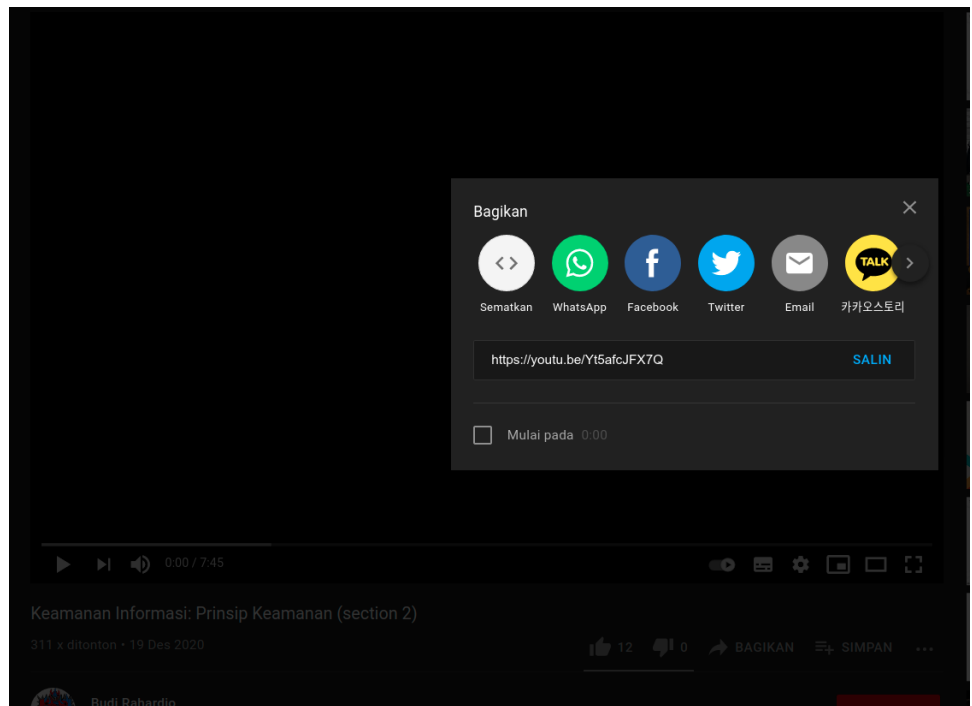 Bagikan
TALK
Sematkan WhatsApp Facebook Twitter Email 카카오스토리
https://youtu.be/Yt5afcJFX7Q SALIN
Mulai pada 0:00
0:00 / 7:45
Keamanan Informasi: Prinsip Keamanan (section 2)
311 x ditonton • 19 Des 2020
12 0 BAGIKAN SIMPAN
Budi Rahardjo